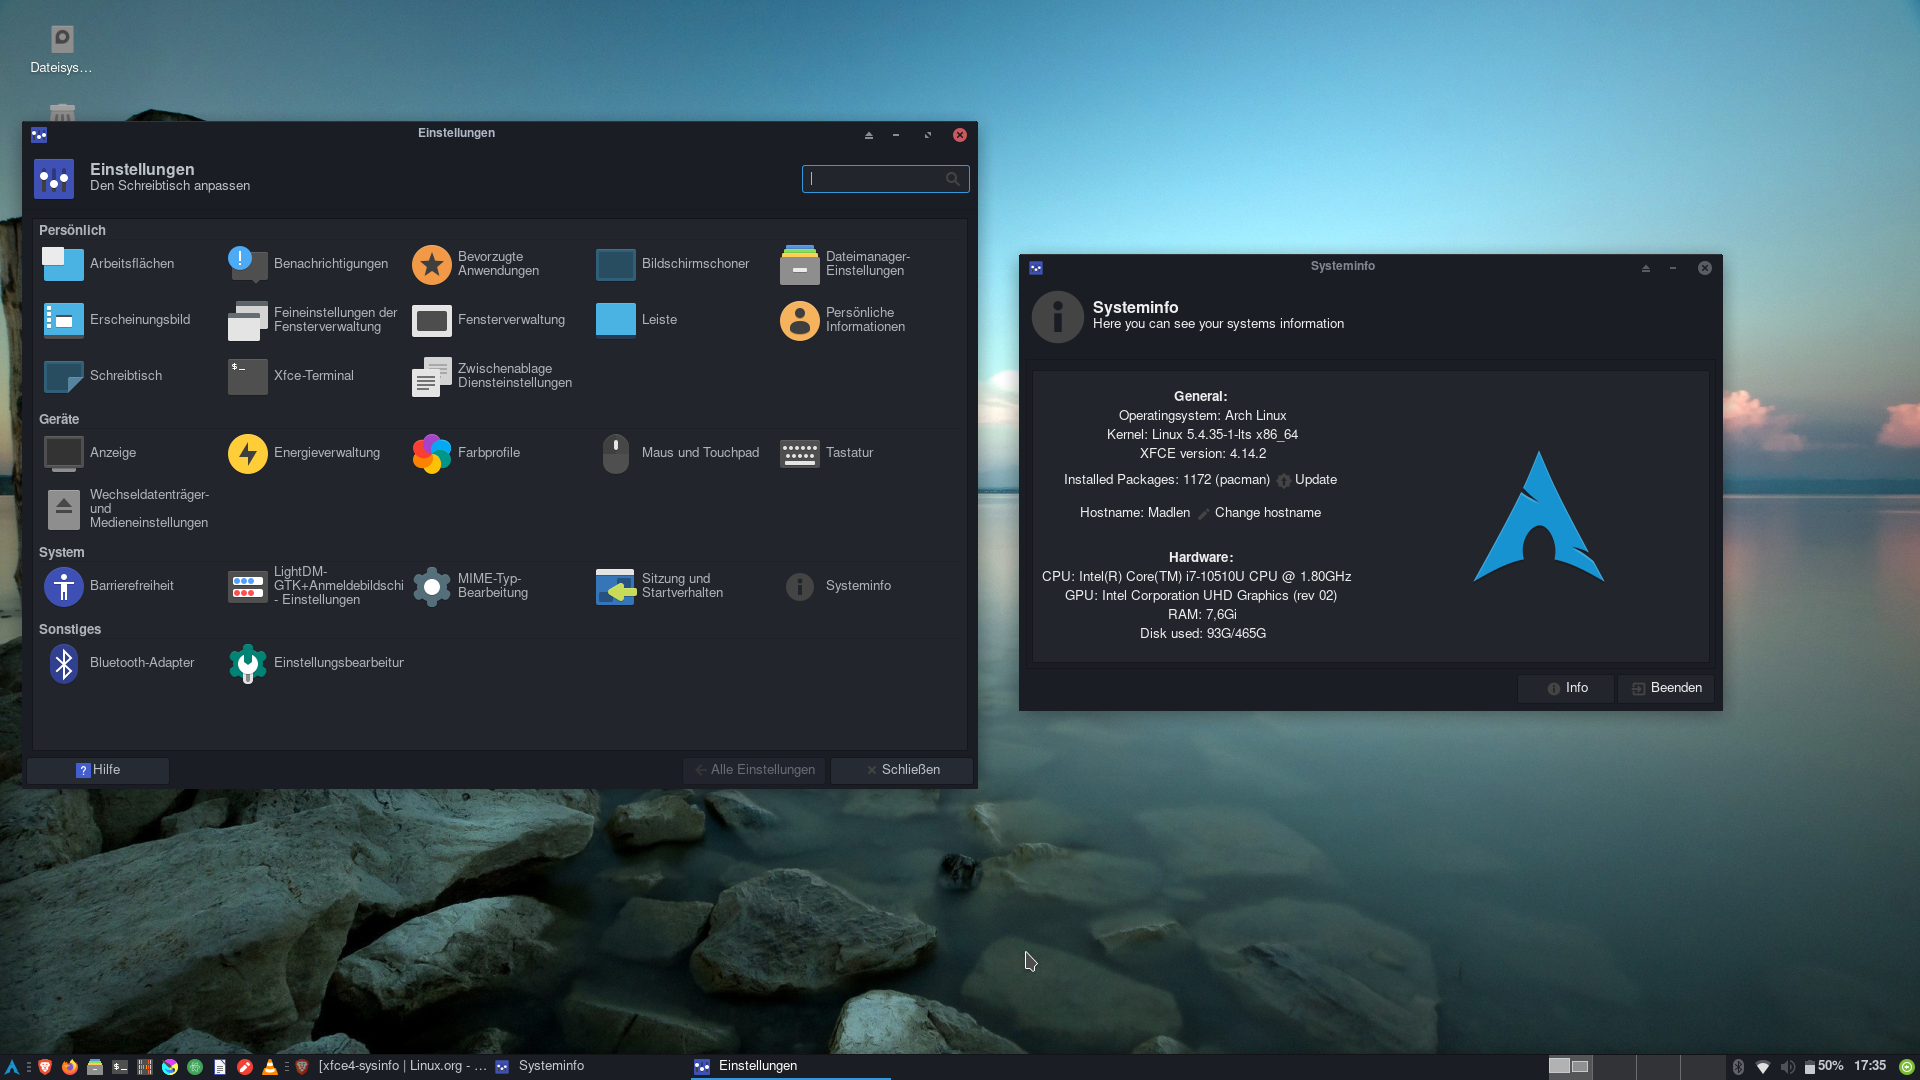 Dateisys...
Einstellungen
Einstellungen
Den Schreibtisch anpassen
Persönlich
Arbeitsflächen
Benachrichtigungen
Bevorzugte
Anwendungen
Bildschirmschoner
Dateimanager-
Einstellungen
Erscheinungsbild
Feineinstellungen der
Fensterverwaltung
Fensterverwaltung
Leiste
Persönliche
Informationen
Schreibtisch
Xfce-Terminal
Zwischenablage
Diensteinstellungen
Geräte
Anzeige
Energieverwaltung
Farbprofile
Maus und Touchpad
Tastatur
Wechseldatenträger-
und
Medieneinstellungen
System
Barrierefreiheit
LightDM-
GTK+Anmeldebildschi
- Einstellungen
MIME-Typ-
Bearbeitung
Sitzung und
Startverhalten
Systeminfo
Sonstiges
Bluetooth-Adapter
Einstellungsbearbeitur
Hilfe
Alle Einstellungen
Schließen
Systeminfo
Systeminfo
Here you can see your systems information
General:
Operatingsystem: Arch Linux
Kernel: Linux 5.4.35-1-lts x86_64
XFCE version: 4.14.2
Installed Packages: 1172 (pacman) Update
Hostname: Madlen Change hostname
Hardware:
CPU: Intel(R) Core(TM) i7-10510U CPU @ 1.80GHz
GPU: Intel Corporation UHD Graphics (rev 02)
RAM: 7,6Gi
Disk used: 93G/465G
Info
Beenden
[xfce4-sysinfo | Linux.org - ...
Systeminfo
Einstellungen
50%
17:35